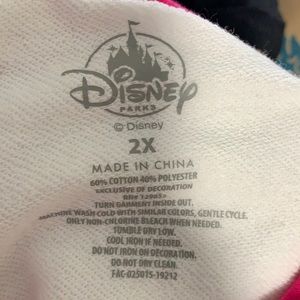 Disney
PARKS
© Disney
2X
MADE IN CHINA
60% COTTON 40% POLYESTER
EXCLUSIVE OF DECORATION
TURN GARMENT INSIDE OUT.
MACHINE WASH COLD WITH SIMILAR COLORS, GENTLE CYCLE.
ONLY NON-CHLORINE BLEACH WHEN NEEDED.
TUMBLE DRY LOW.
COOL IRON IF NEEDED.
DO NOT IRON ON DECORATION.
DO NOT DRY CLEAN.
FAC-025015-19212